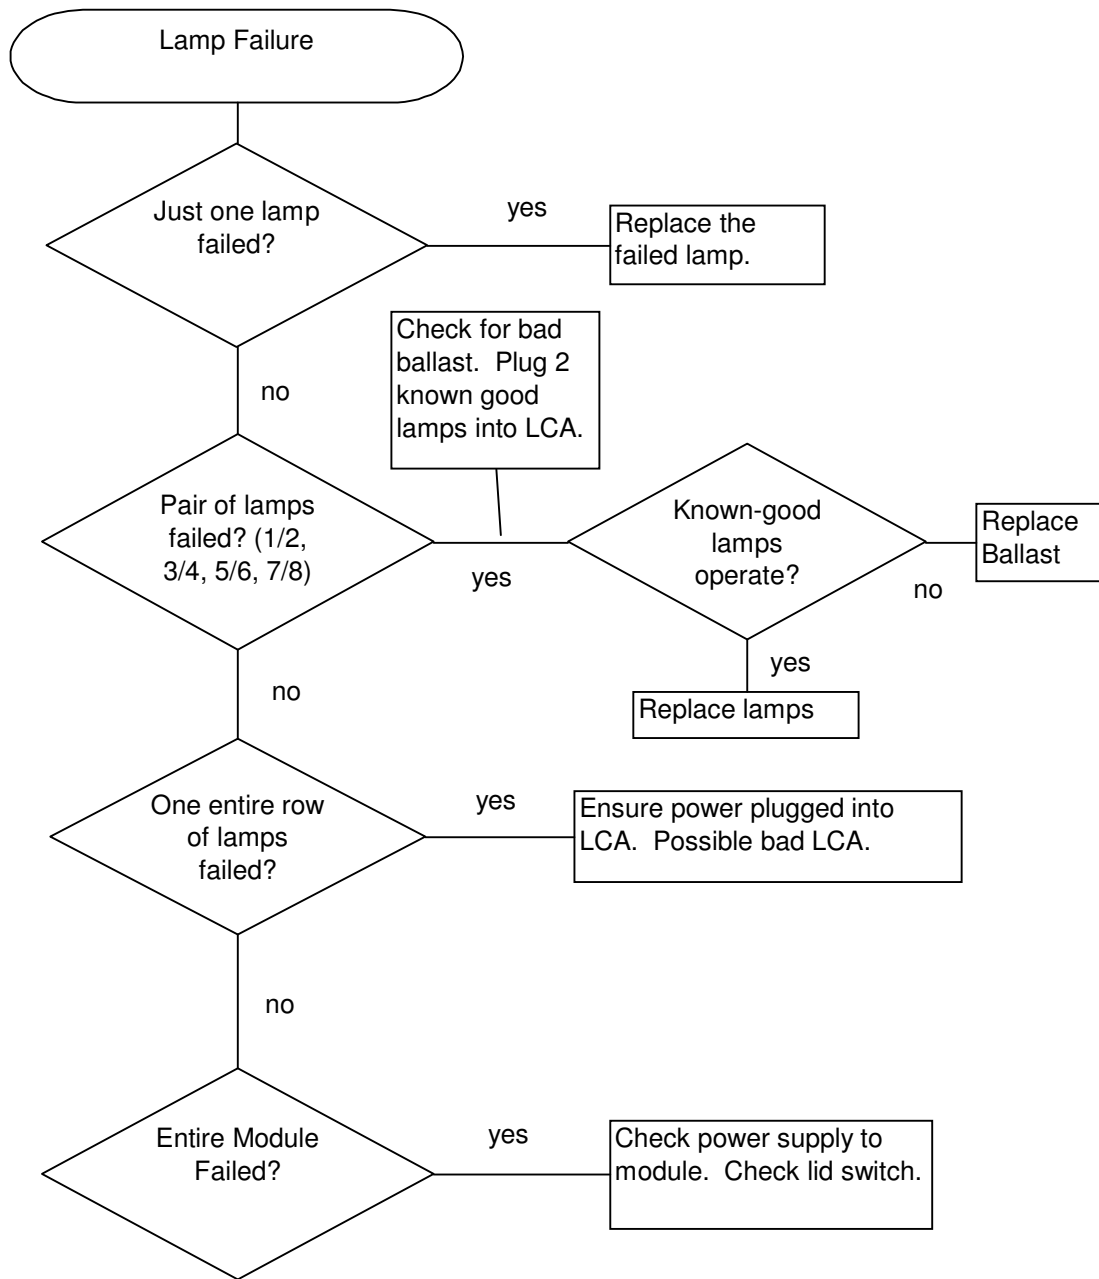 Lamp Failure
Just one lamp
failed?
yes
Replace the
failed lamp.
no
Check for bad
ballast.  Plug 2
known good
lamps into LCA.
Pair of lamps
failed? (1/2,
3/4, 5/6, 7/8)
yes
Known-good
lamps
operate?
no
Replace
Ballast
yes
Replace lamps
no
One entire row
of lamps
failed?
yes
Ensure power plugged into
LCA.  Possible bad LCA.
no
Entire Module
Failed?
yes
Check power supply to
module.  Check lid switch.